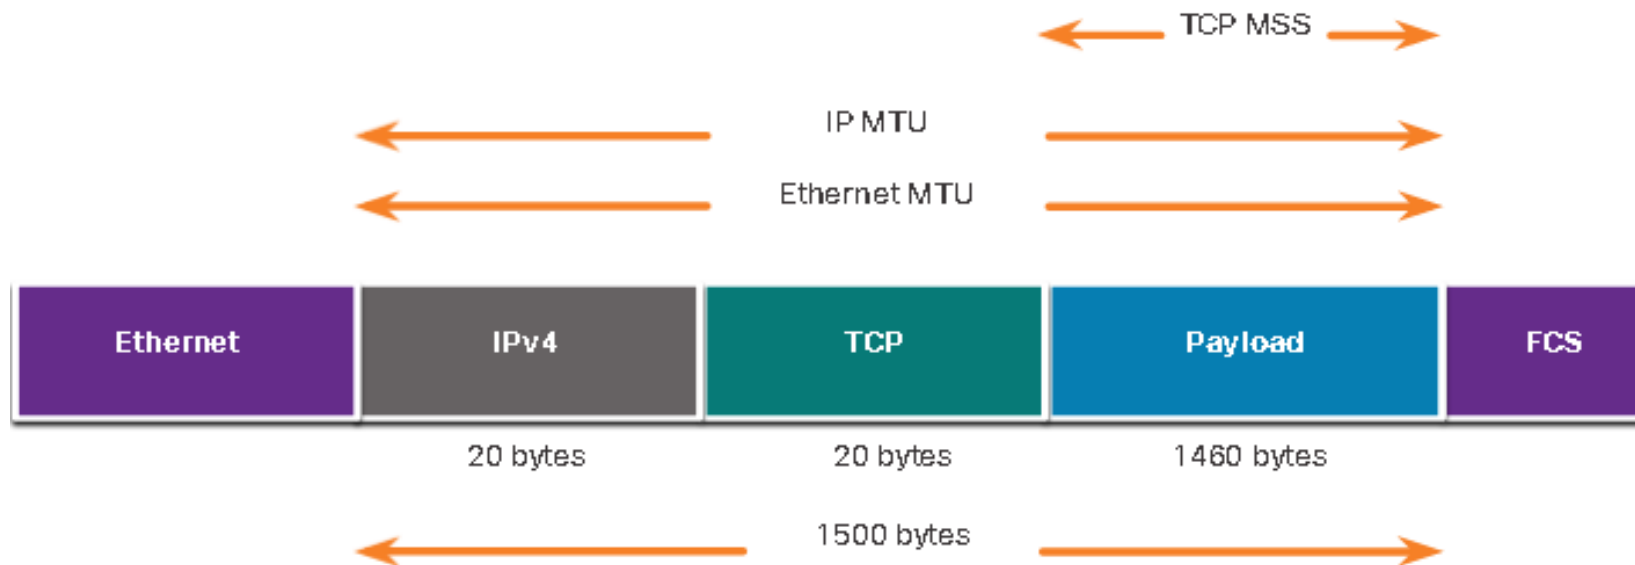 TCP MSS
IP MTU
Ethernet MTU
Ethernet IPv4 TCP Payload FCS
20 bytes 20 bytes 1460 bytes
1500 bytes